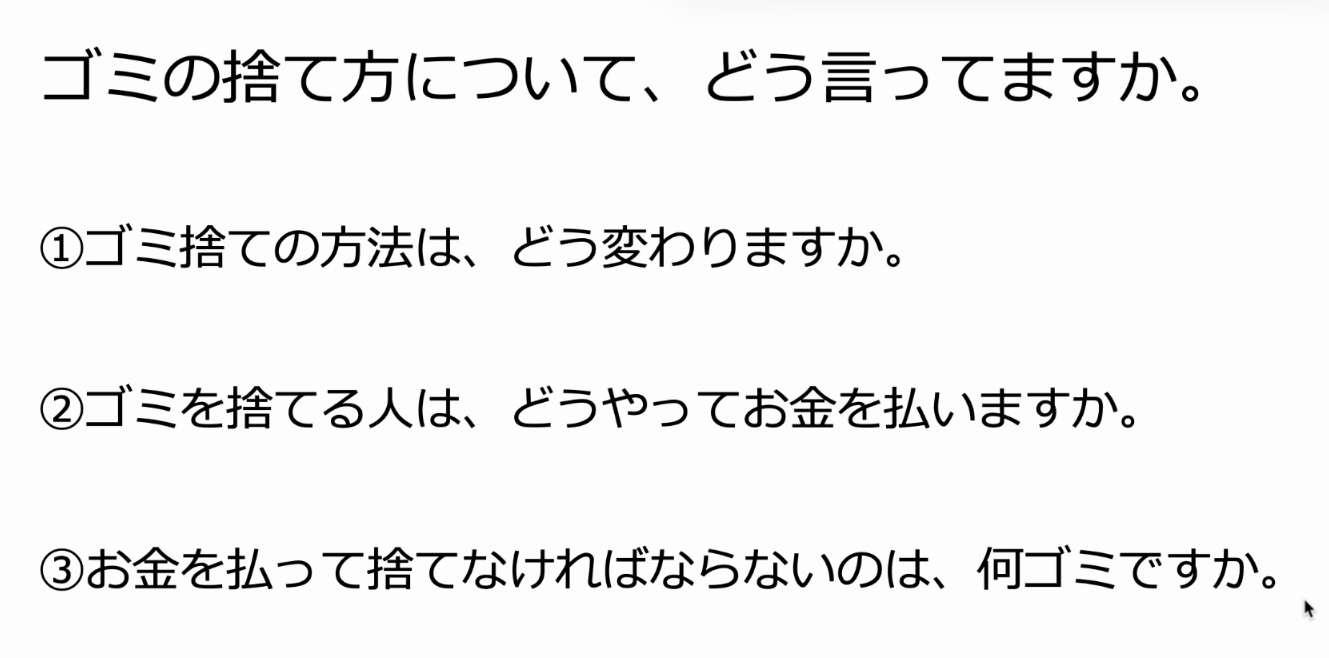 ゴミの捨て方について、どう言ってますか。
①ゴミ捨ての方法は、どう変わりますか。
②ゴミを捨てる人は、どうやってお金を払いますか。
③お金を払って捨てなければならないのは、何ゴミですか。